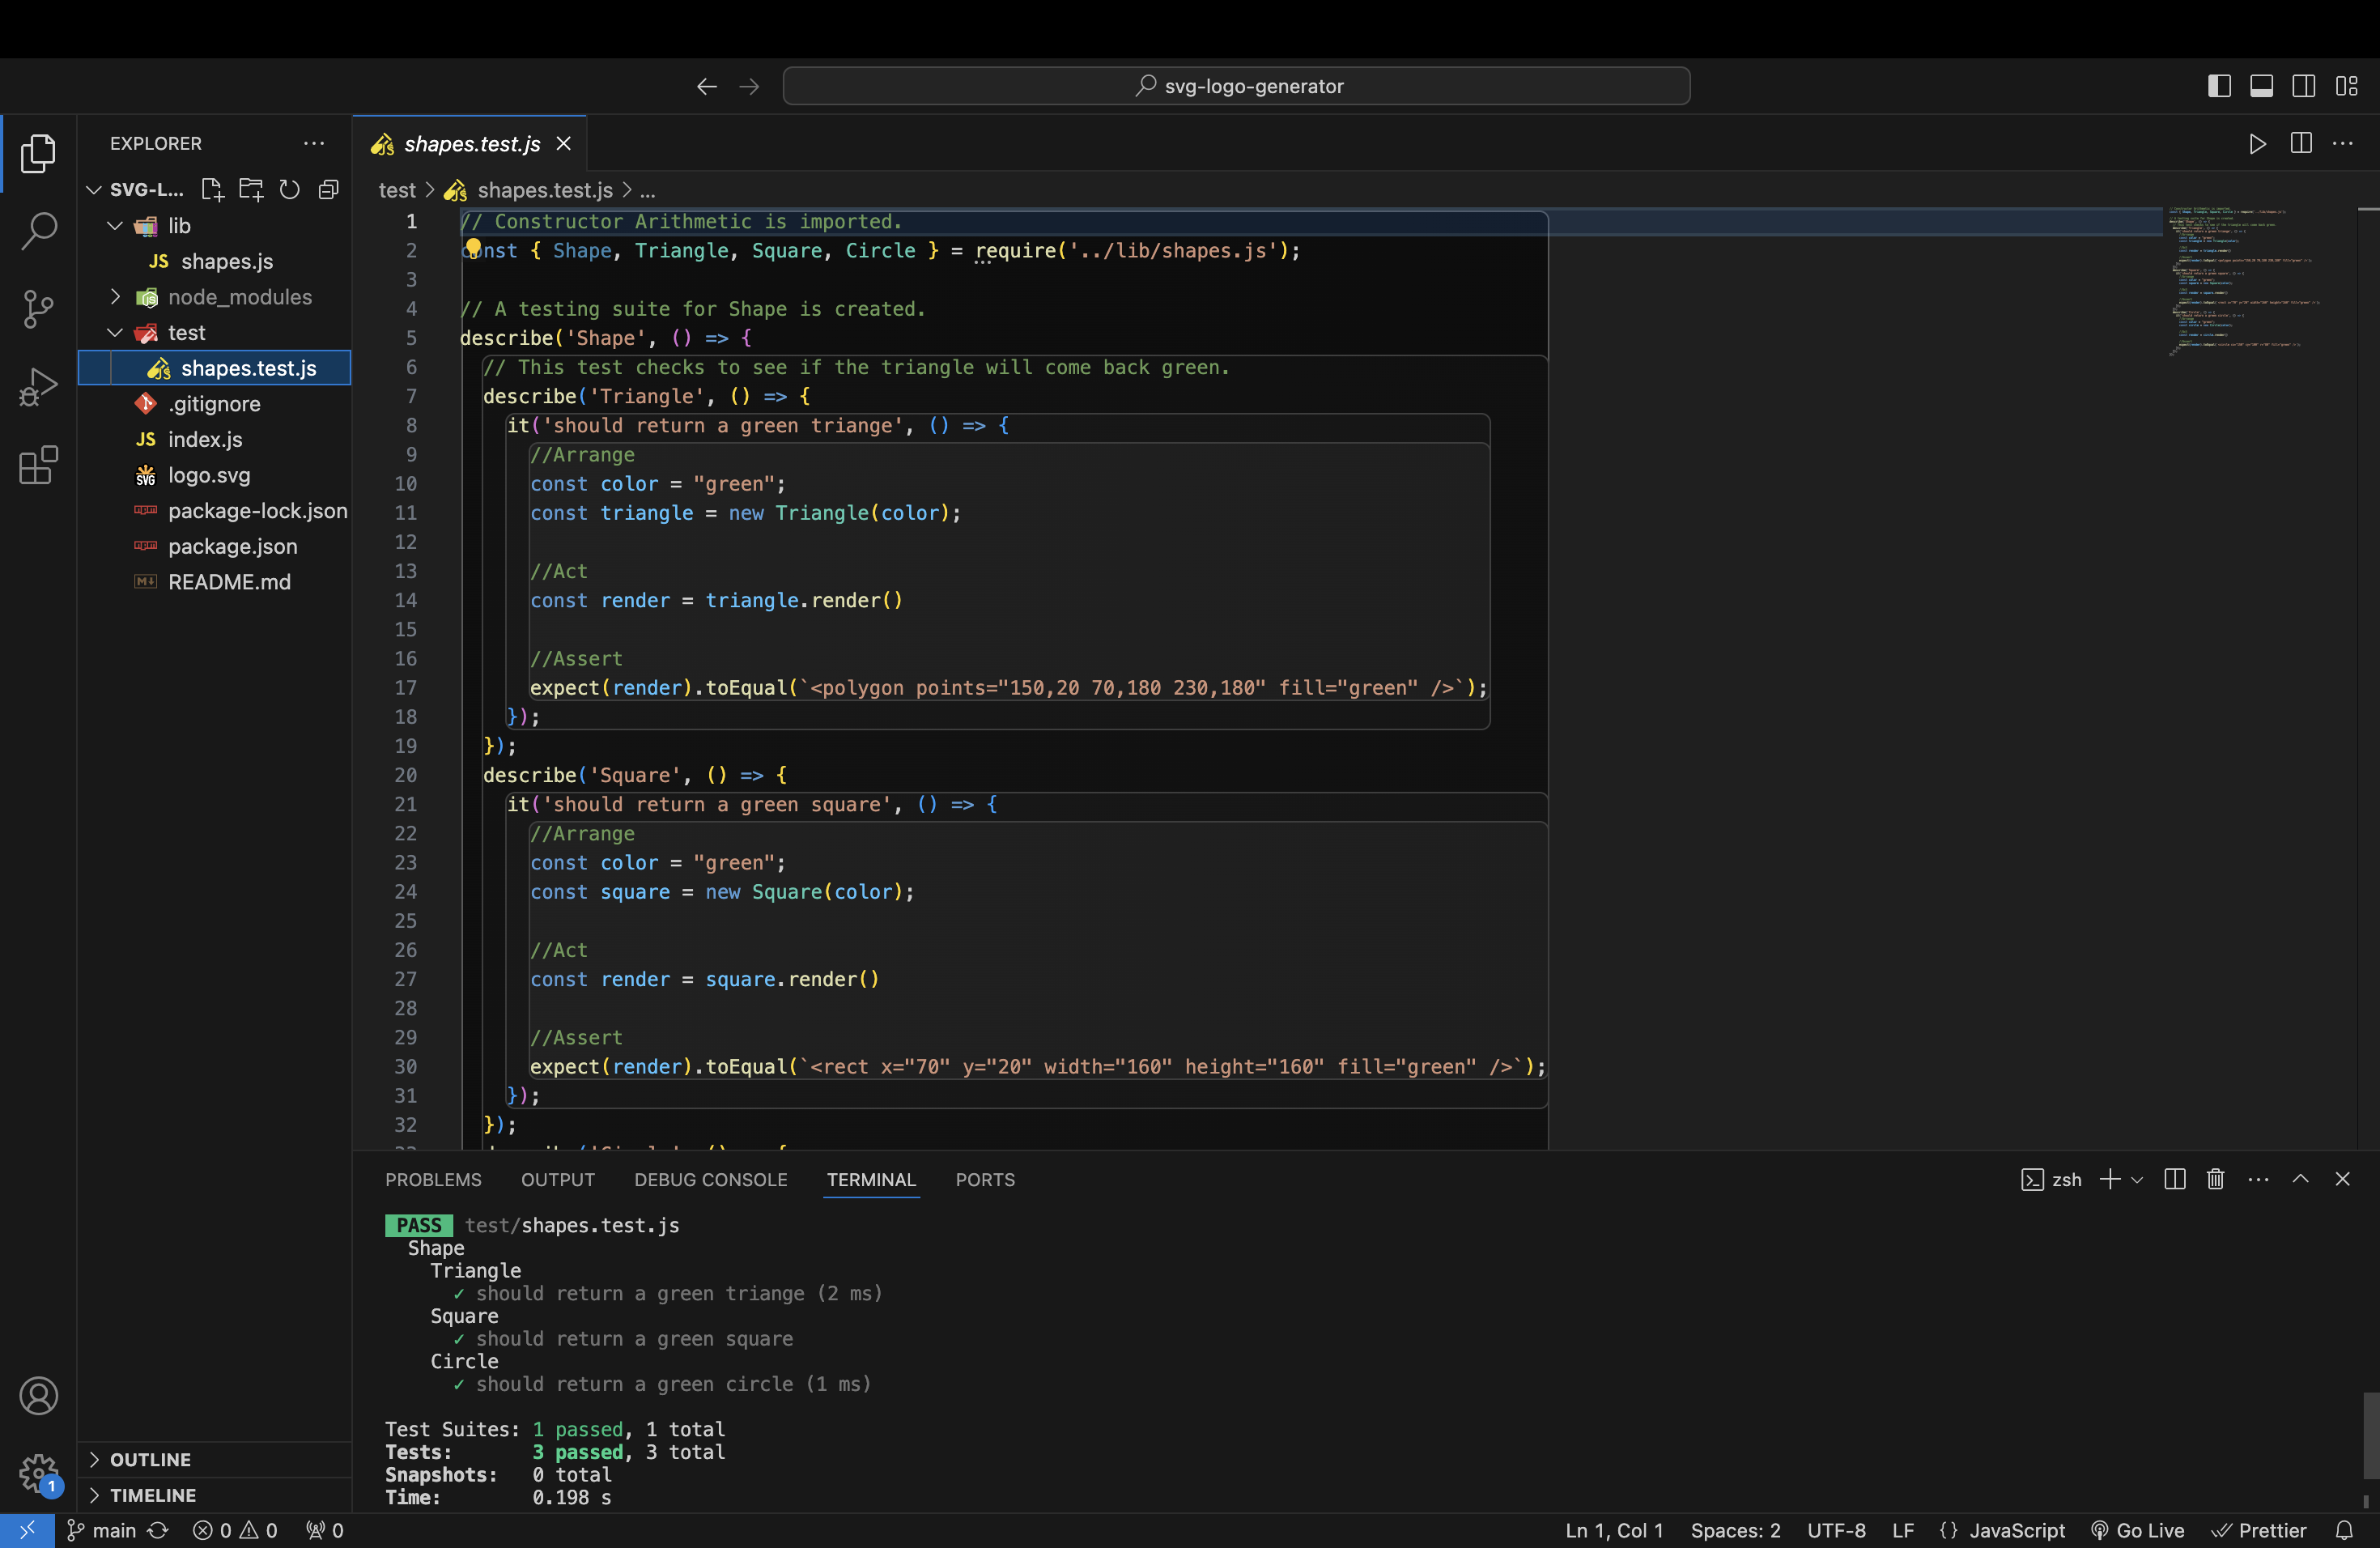 svg-logo-generator
EXPLORER
SVG-L...
lib
JS shapes.js
node_modules
test
shapes.test.js
.gitignore
JS index.js
SVG logo.svg
package-lock.json
package.json
README.md
OUTLINE
TIMELINE
shapes.test.js
test > shapes.test.js > ...
1 // Constructor Arithmetic is imported.
2 const { Shape, Triangle, Square, Circle } = require('../lib/shapes.js');
3
4 // A testing suite for Shape is created.
5 describe('Shape', () => {
6 // This test checks to see if the triangle will come back green.
7 describe('Triangle', () => {
8 it('should return a green triange', () => {
9 //Arrange
10 const color = "green";
11 const triangle = new Triangle(color);
12
13 //Act
14 const render = triangle.render()
15
16 //Assert
17 expect(render).toEqual(`<polygon points="150,20 70,180 230,180" fill="green" />`);
18 });
19 });
20 describe('Square', () => {
21 it('should return a green square', () => {
22 //Arrange
23 const color = "green";
24 const square = new Square(color);
25
26 //Act
27 const render = square.render()
28
29 //Assert
30 expect(render).toEqual(`<rect x="70" y="20" width="160" height="160" fill="green" />`);
31 });
32 });
PROBLEMS OUTPUT DEBUG CONSOLE TERMINAL PORTS
zsh
PASS test/shapes.test.js
Shape
Triangle
✓ should return a green triange (2 ms)
Square
✓ should return a green square
Circle
✓ should return a green circle (1 ms)
Test Suites: 1 passed, 1 total
Tests: 3 passed, 3 total
Snapshots: 0 total
Time: 0.198 s
1
main 0 0 0
Ln 1, Col 1 Spaces: 2 UTF-8 LF {} JavaScript Go Live Prettier